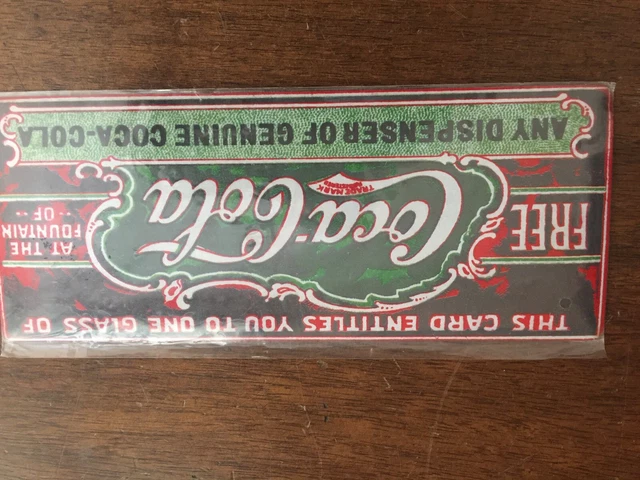 THIS CARD ENTITLES YOU TO ONE GLASS OF
FREE
Coca-Cola
TRADE MARK
REGISTERED
AT THE
FOUNTAIN
-- OF --
ANY DISPENSER OF GENUINE COCA-COLA